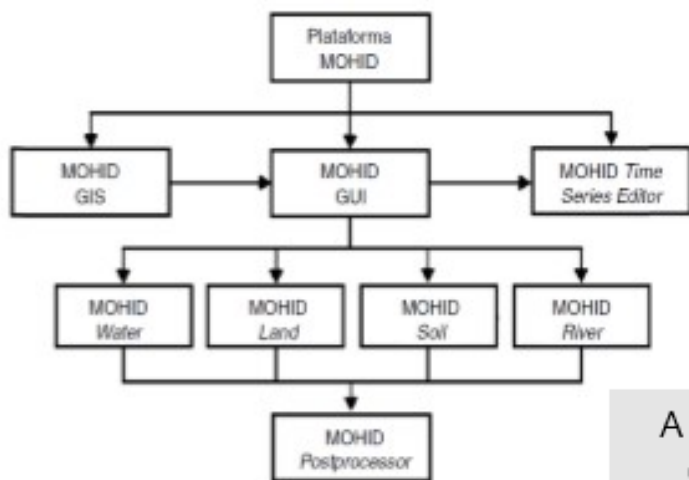 Plataforma
MOHID
MOHID
GIS
MOHID
GUI
MOHID Time
Series Editor
MOHID
Water
MOHID
Land
MOHID
Soil
MOHID
River
MOHID
Postprocessor
A